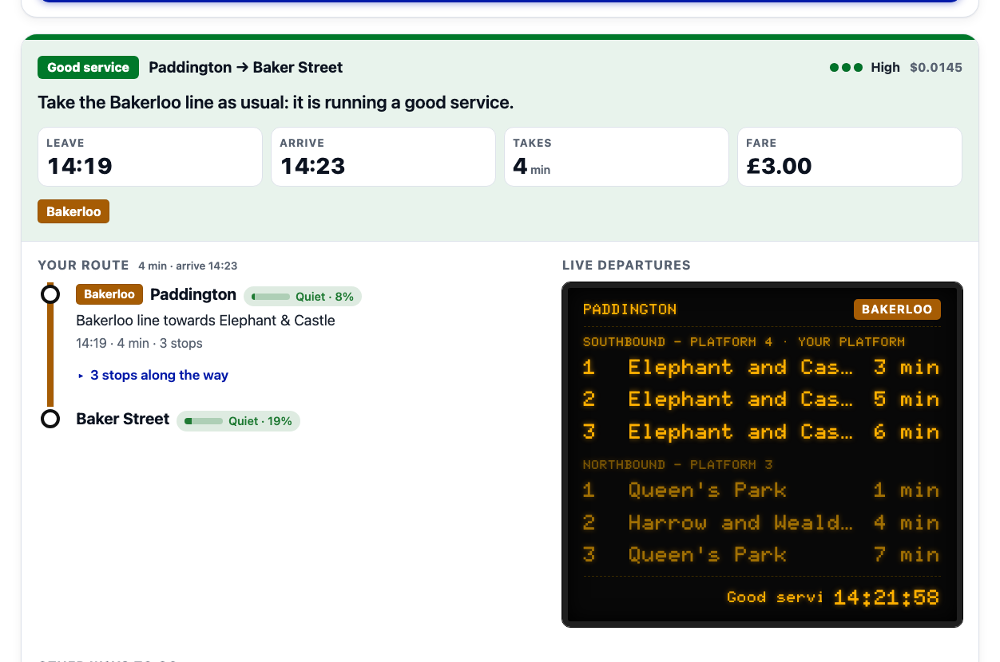 Good service Paddington → Baker Street
High $0.0145
Take the Bakerloo line as usual: it is running a good service.
LEAVE
14:19
ARRIVE
14:23
TAKES
4 min
FARE
£3.00
Bakerloo
YOUR ROUTE 4 min · arrive 14:23
Bakerloo Paddington Quiet · 8%
Bakerloo line towards Elephant & Castle
14:19 · 4 min · 3 stops
▸ 3 stops along the way
Baker Street Quiet · 19%
LIVE DEPARTURES
PADDINGTON BAKERLOO
SOUTHBOUND - PLATFORM 4 · YOUR PLATFORM
1 Elephant and Cas… 3 min
2 Elephant and Cas… 5 min
3 Elephant and Cas… 6 min
NORTHBOUND - PLATFORM 3
1 Queen's Park 1 min
2 Harrow and Weald… 4 min
3 Queen's Park 7 min
Good servi 14:21:58